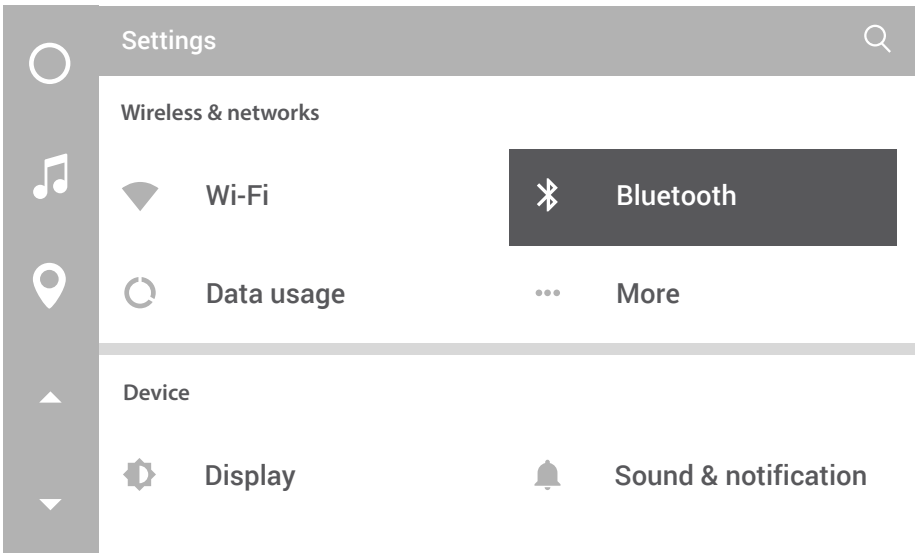 Settings
Wireless & networks
Wi-Fi
Bluetooth
Data usage
More
Device
Display
Sound & notification